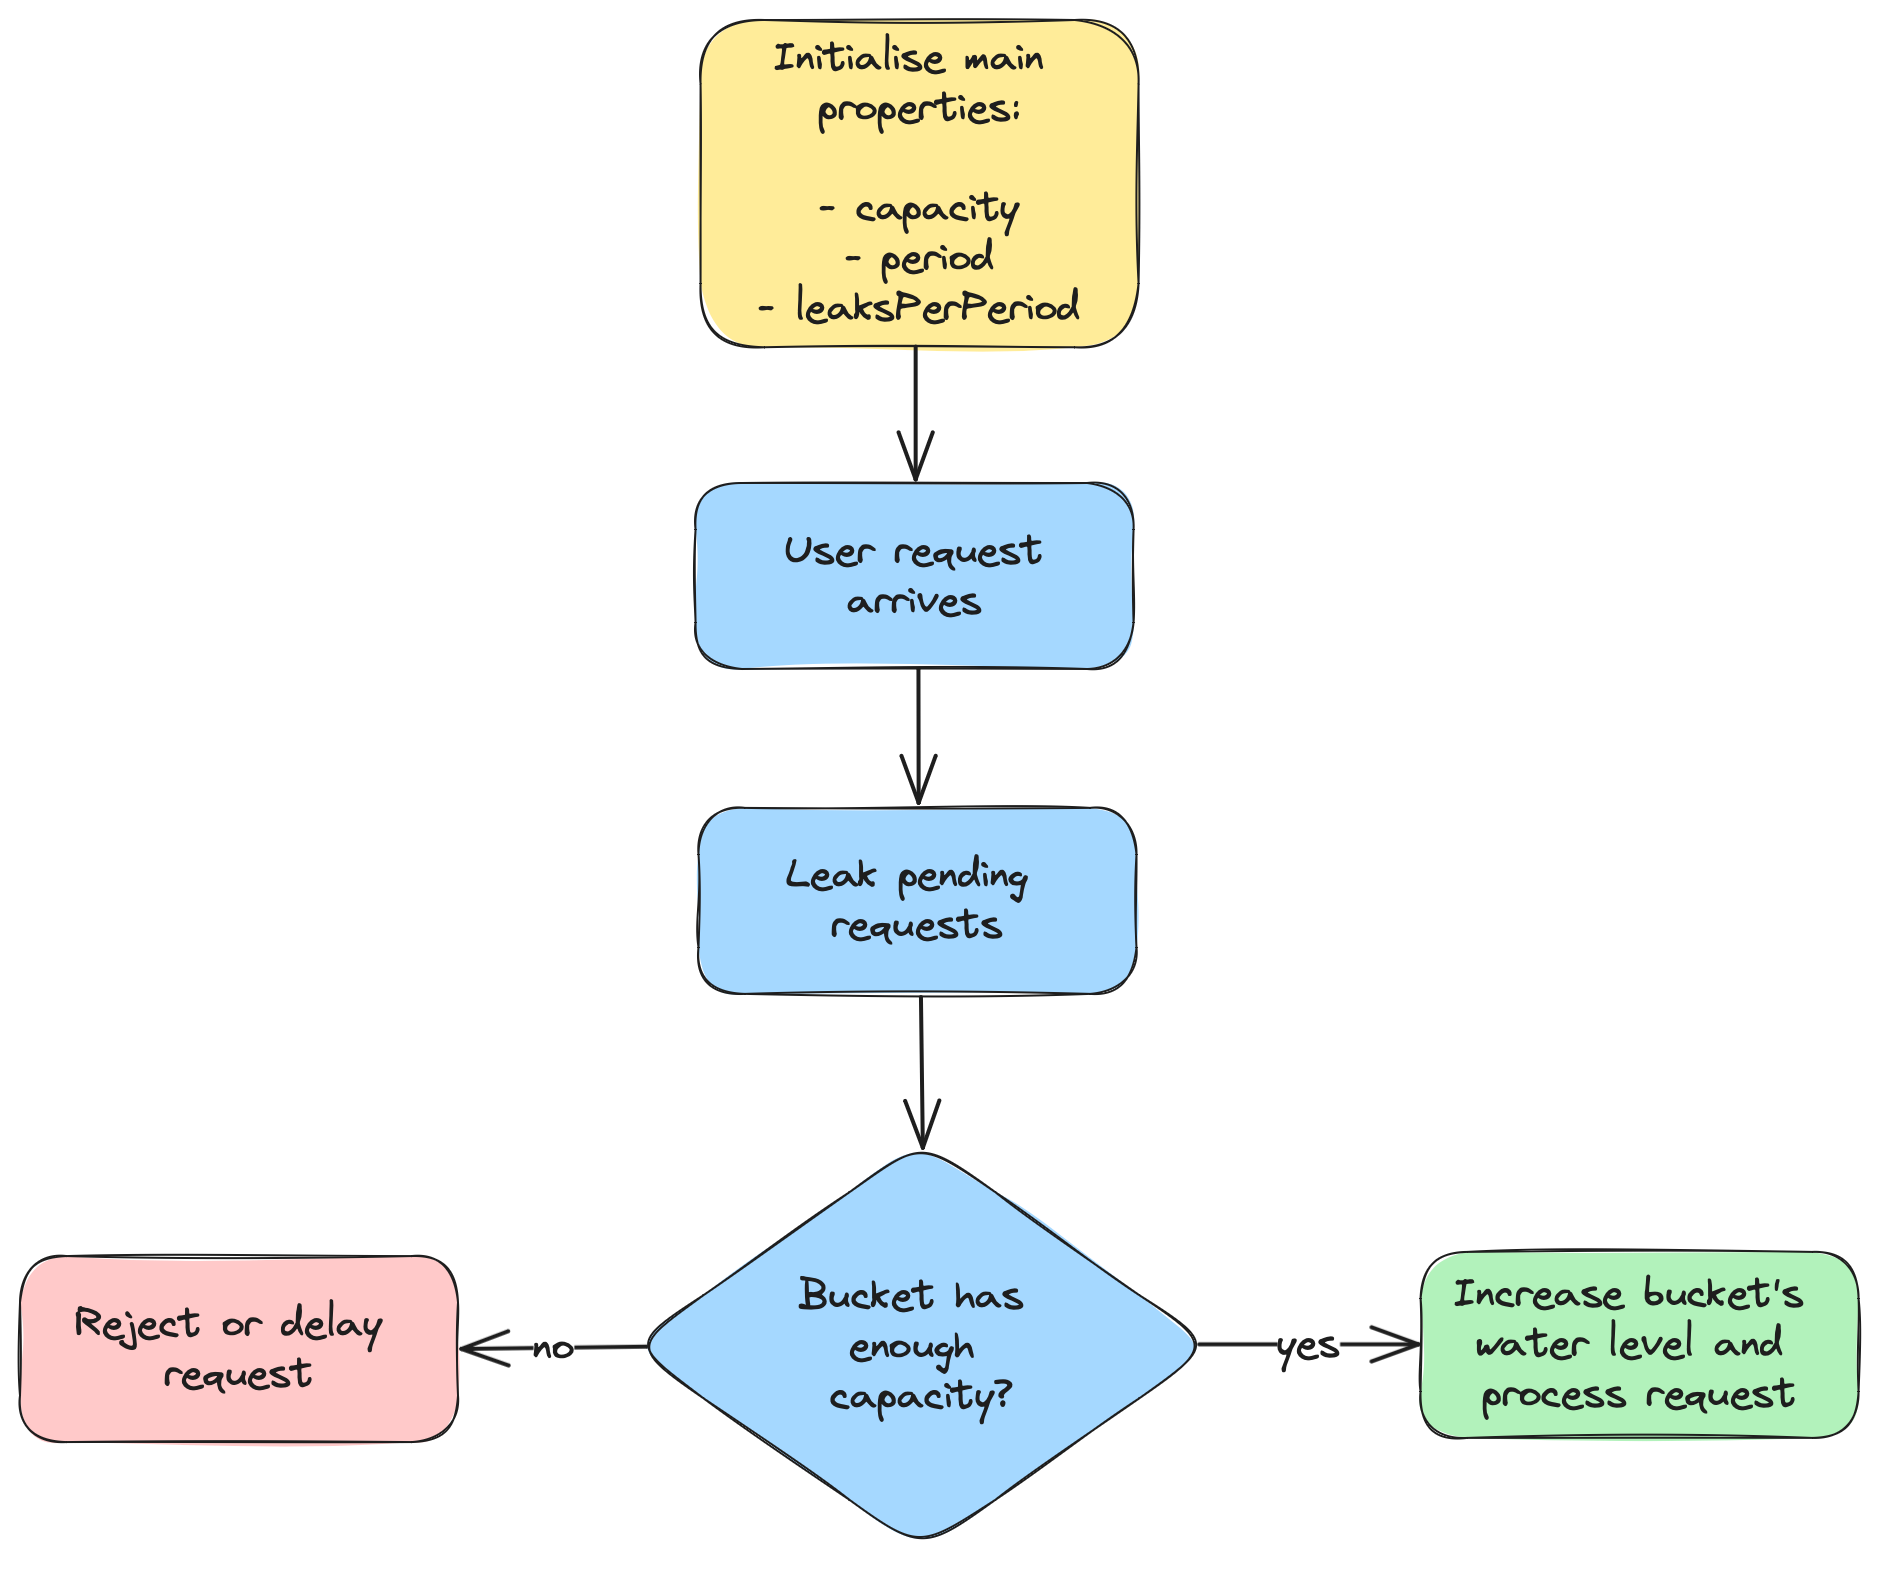 Initialise main
properties:
- capacity
- period
- leaksPerPeriod
User request
arrives
Leak pending
requests
Bucket has
enough
capacity?
no
yes
Reject or delay
request
Increase bucket's
water level and
process request